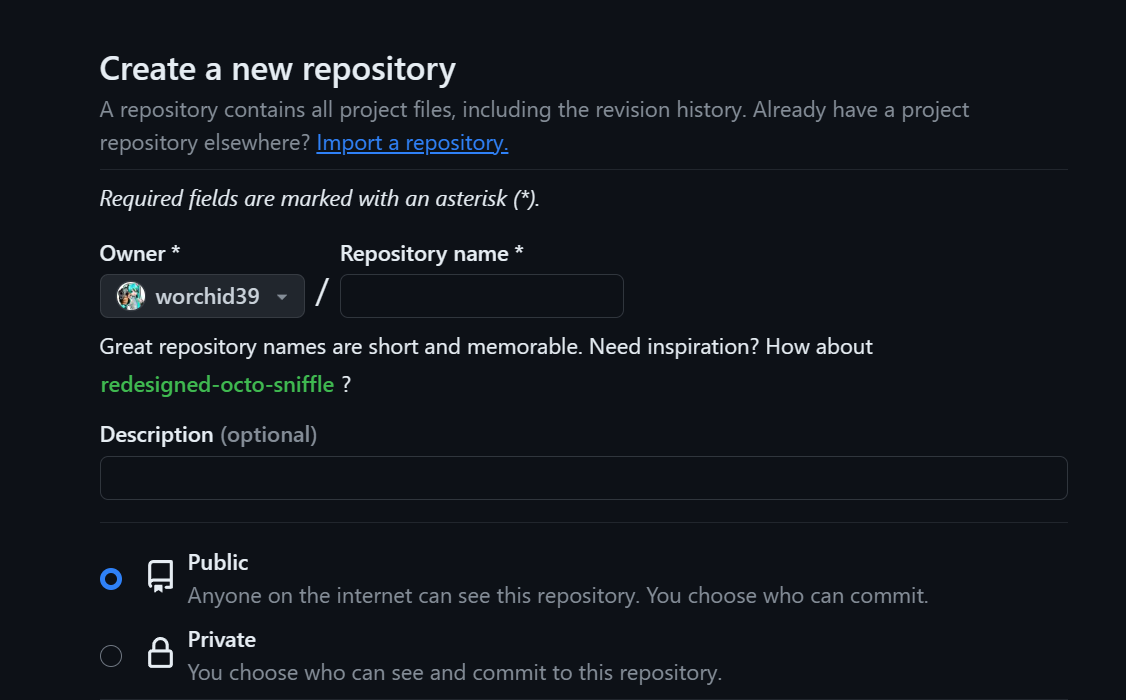 Create a new repository
A repository contains all project files, including the revision history. Already have a project
repository elsewhere? Import a repository.
Required fields are marked with an asterisk (*).
Owner * Repository name *
worchid39 /
Great repository names are short and memorable. Need inspiration? How about
redesigned-octo-sniffle ?
Description (optional)
Public
Anyone on the internet can see this repository. You choose who can commit.
Private
You choose who can see and commit to this repository.